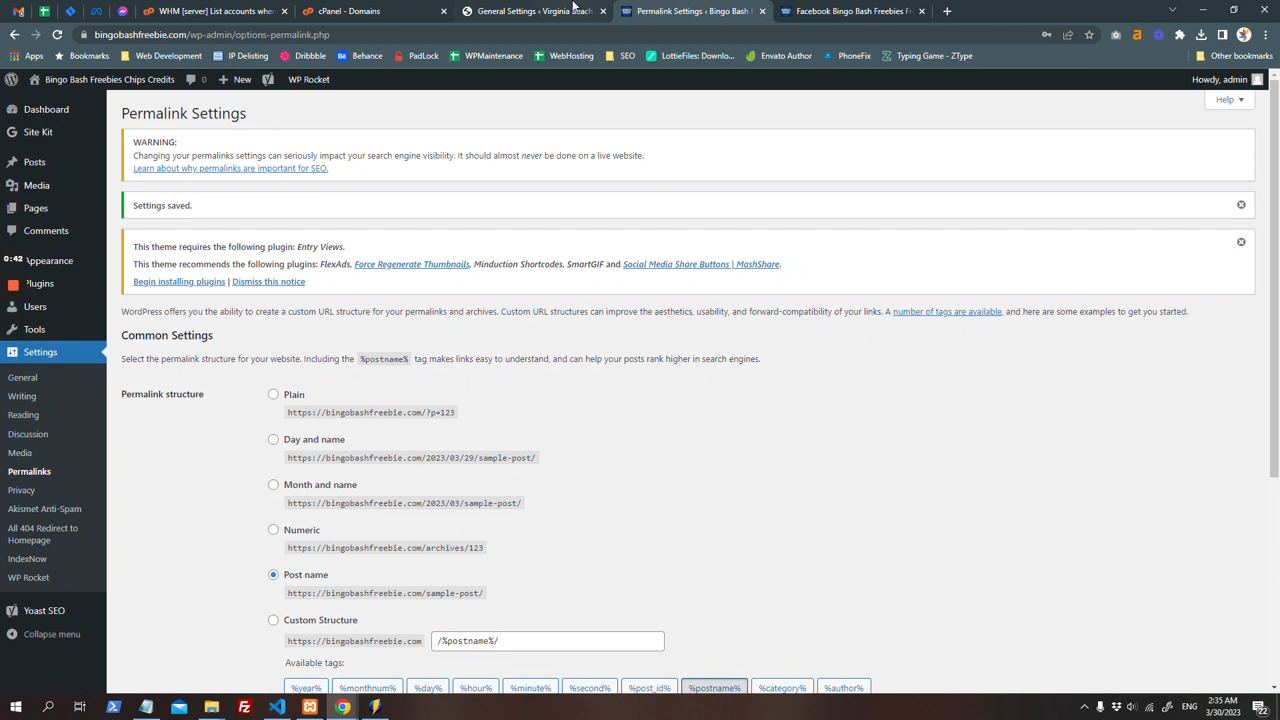 WHM [server] List accounts when
cPanel - Domains
General Settings ‹ Virginia Beach
Permalink Settings ‹ Bingo Bash
Facebook Bingo Bash Freebies Fr
bingobashfreebie.com/wp-admin/options-permalink.php
Apps
Bookmarks
Web Development
IP Delisting
Dribbble
Behance
PadLock
WPMaintenance
WebHosting
SEO
LottieFiles: Downlo...
Envato Author
PhoneFix
Typing Game - ZType
Other bookmarks
Bingo Bash Freebies Chips Credits
0
New
WP Rocket
Howdy, admin
Help
Dashboard
Site Kit
Posts
Media
Pages
Comments
0:42
Appearance
Plugins
Users
Tools
Settings
General
Writing
Reading
Discussion
Media
Permalinks
Privacy
Akismet Anti-Spam
All 404 Redirect to
Homepage
IndexNow
WP Rocket
Yoast SEO
Collapse menu
Permalink Settings
WARNING:
Changing your permalinks settings can seriously impact your search engine visibility. It should almost never be done on a live website.
Learn about why permalinks are important for SEO.
Settings saved.
This theme requires the following plugin: Entry Views.
This theme recommends the following plugins: FlexAds, Force Regenerate Thumbnails, Minduction Shortcodes, SmartGIF and Social Media Share Buttons | MashShare.
Begin installing plugins | Dismiss this notice
WordPress offers you the ability to create a custom URL structure for your permalinks and archives. Custom URL structures can improve the aesthetics, usability, and forward-compatibility of your links. A number of tags are available, and here are some examples to get you started.
Common Settings
Select the permalink structure for your website. Including the %postname% tag makes links easy to understand, and can help your posts rank higher in search engines.
Permalink structure
Plain
https://bingobashfreebie.com/?p=123
Day and name
https://bingobashfreebie.com/2023/03/29/sample-post/
Month and name
https://bingobashfreebie.com/2023/03/sample-post/
Numeric
https://bingobashfreebie.com/archives/123
Post name
https://bingobashfreebie.com/sample-post/
Custom Structure
https://bingobashfreebie.com /%postname%/
Available tags:
%year% %monthnum% %day% %hour% %minute% %second% %post_id% %postname% %category% %author%
ENG
2:35 AM
3/30/2023
22